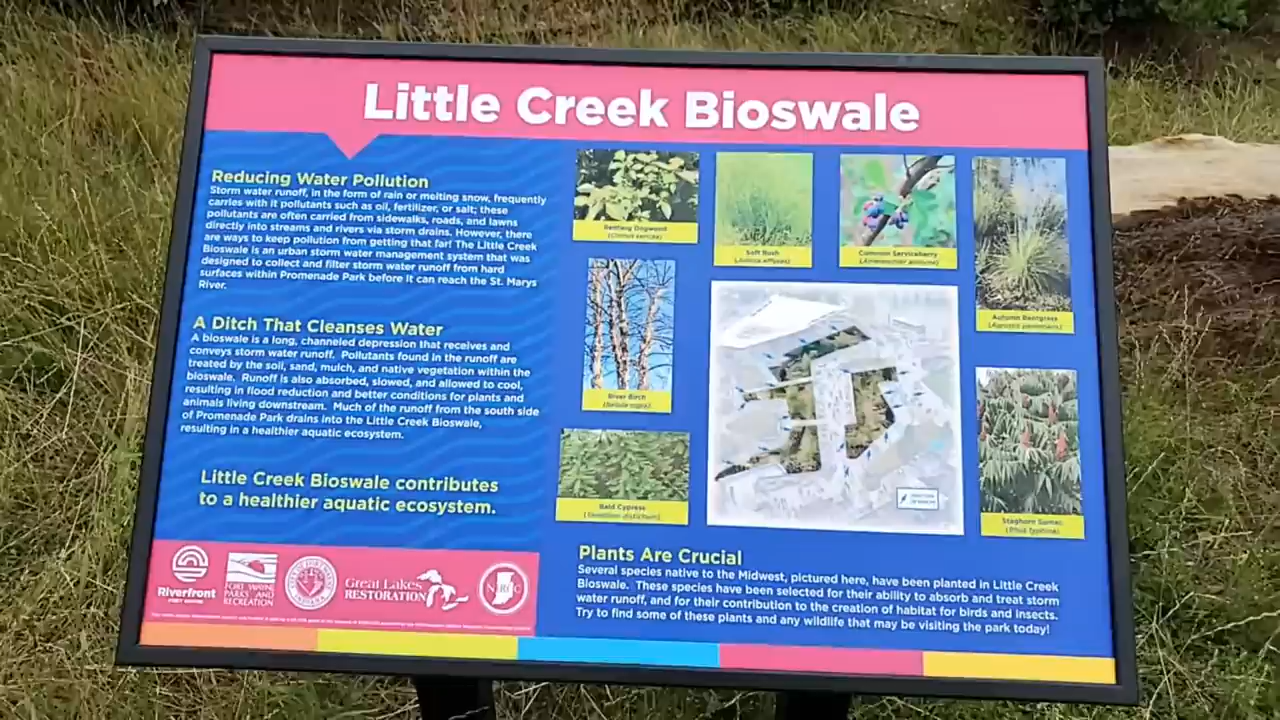 Little Creek Bioswale
Reducing Water Pollution
Storm water runoff, in the form of rain or melting snow, frequently
carries with it pollutants such as oil, fertilizer, or salt; these
pollutants are often carried from sidewalks, roads, and lawns
directly into streams and rivers via storm drains. However, there
are ways to keep pollution from getting that far! The Little Creek
Bioswale is an urban storm water management system that was
designed to collect and filter storm water runoff from hard
surfaces within Promenade Park before it can reach the St. Marys
River.
A Ditch That Cleanses Water
A bioswale is a long, channeled depression that receives and
conveys storm water runoff. Pollutants found in the runoff are
treated by the soil, sand, mulch, and native vegetation within the
bioswale. Runoff is also absorbed, slowed, and allowed to cool,
resulting in flood reduction and better conditions for plants and
animals living downstream. Much of the runoff from the south side
of Promenade Park drains into the Little Creek Bioswale,
resulting in a healthier aquatic ecosystem.
Little Creek Bioswale contributes
to a healthier aquatic ecosystem.
Riverfront
FORT WAYNE
FORT WAYNE
PARKS AND
RECREATION
Great Lakes
RESTORATION
Dogwood
Soft Rush
(Juncus effusus)
Common Serviceberry
Autumn Bentgrass
(Agrostis perennans)
River Birch
(Betula nigra)
Bald Cypress
(Taxodium distichum)
Staghorn Sumac
(Rhus typhina)
Plants Are Crucial
Several species native to the Midwest, pictured here, have been planted in Little Creek
Bioswale. These species have been selected for their ability to absorb and treat storm
water runoff, and for their contribution to the creation of habitat for birds and insects.
Try to find some of these plants and any wildlife that may be visiting the park today!